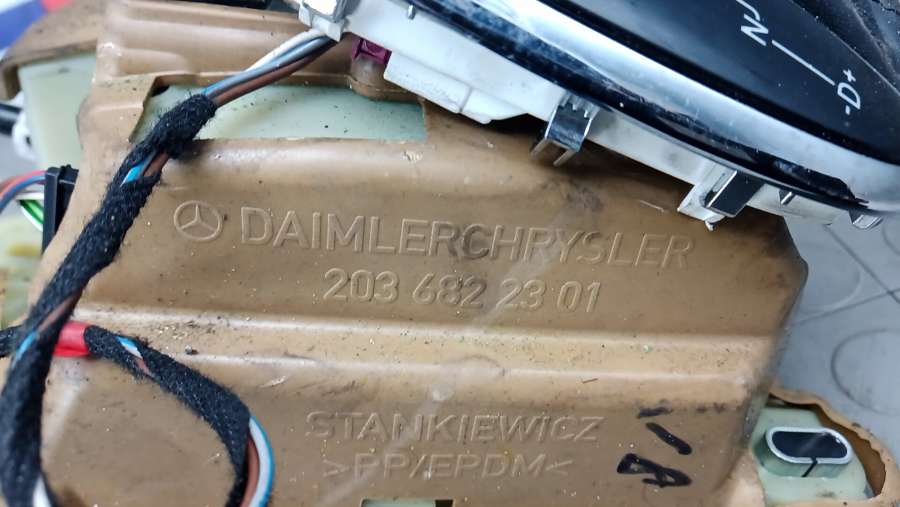 N
-D+
DAIMLERCHRYSLER
203 682 23 01
STANKIEWICZ
>PP/EPDM<